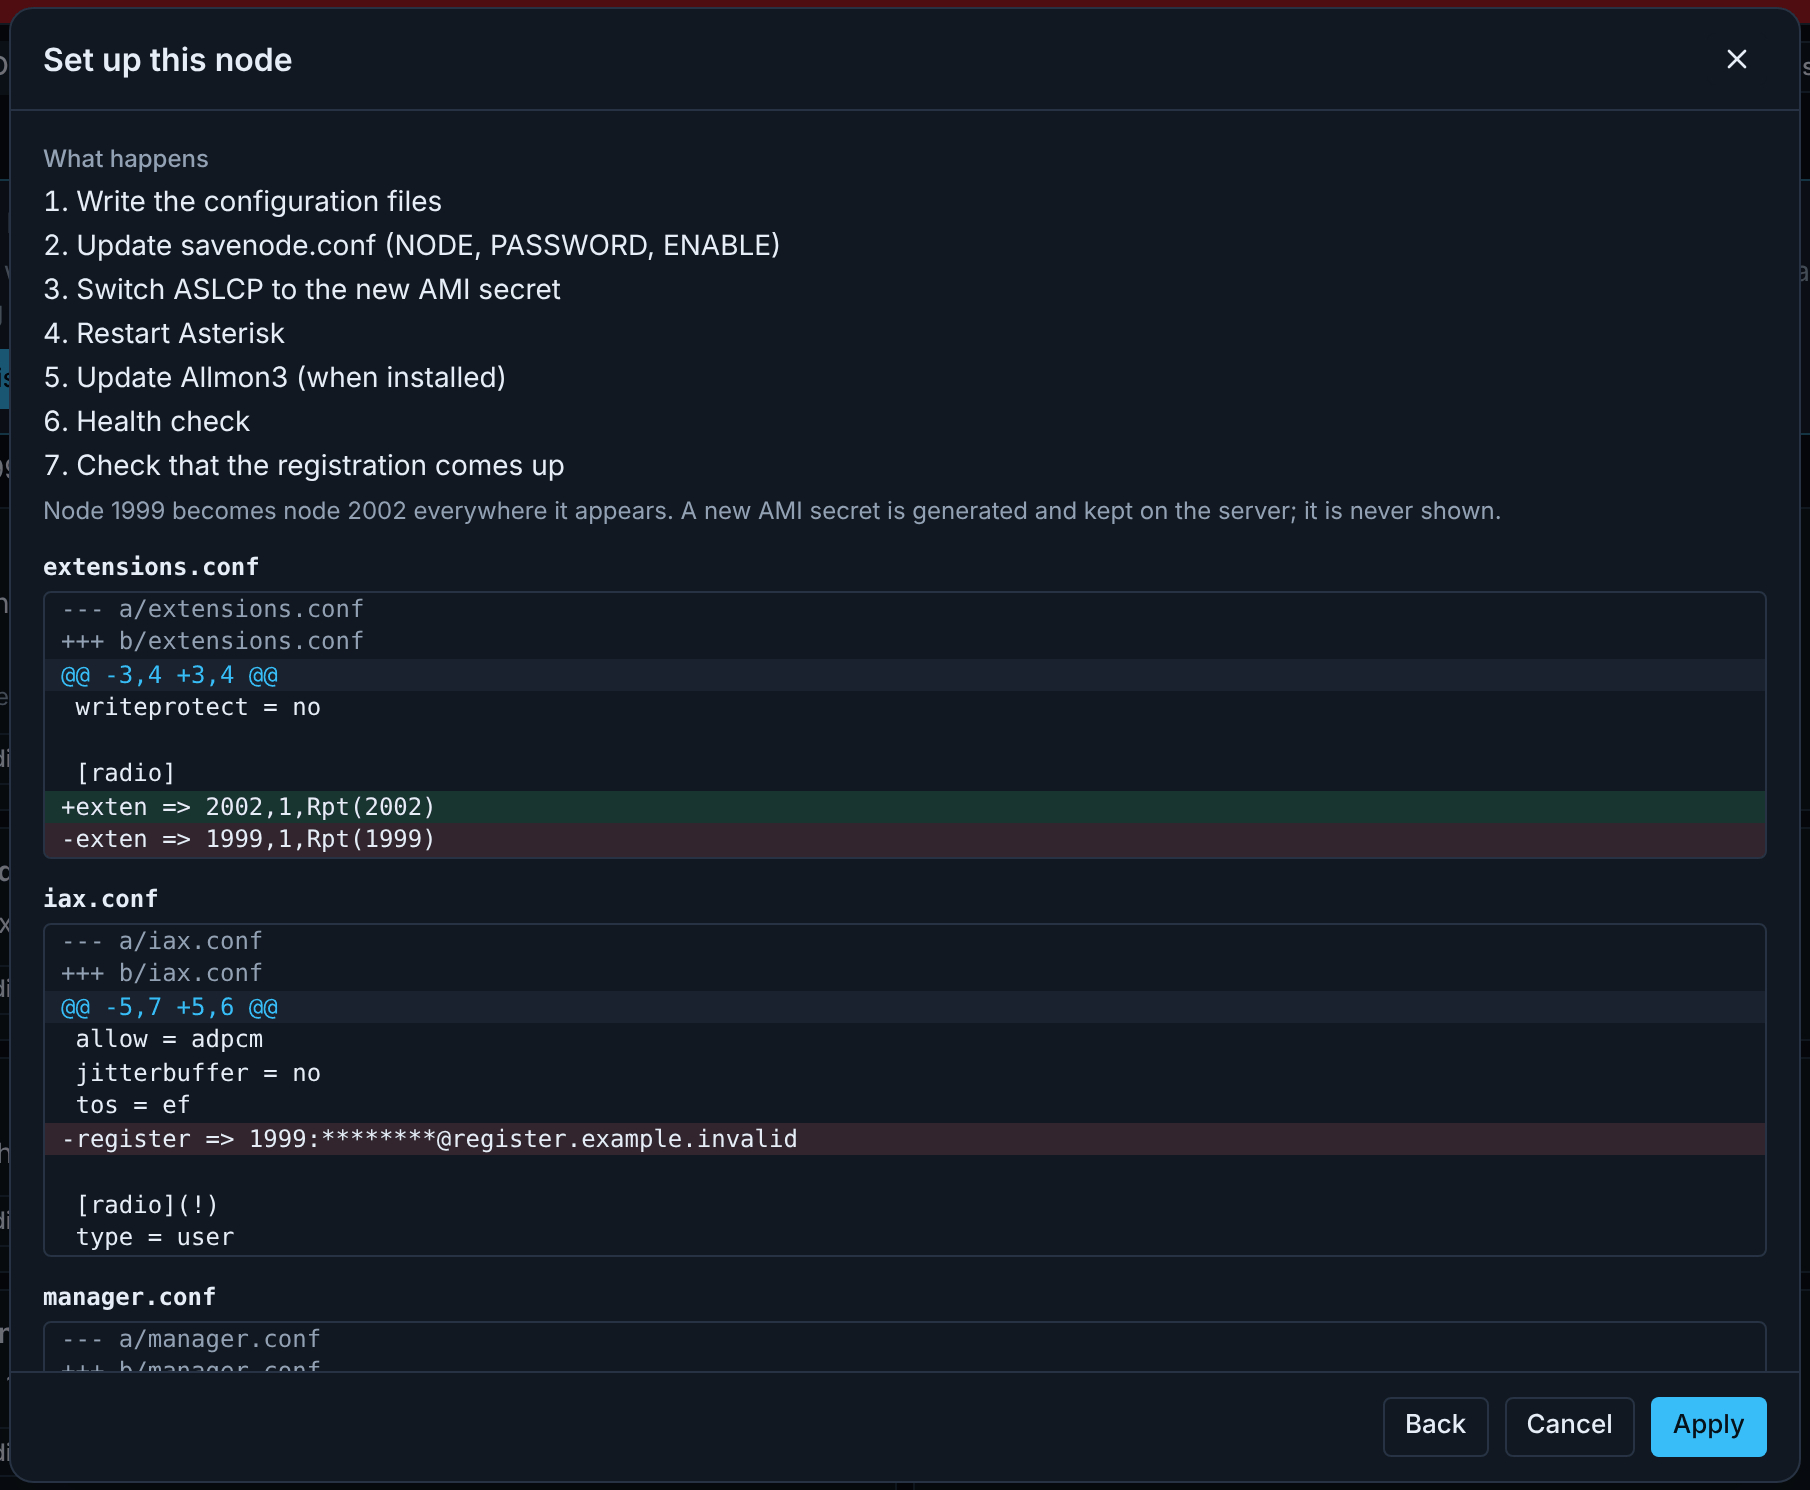 Set up this node
What happens
1. Write the configuration files
2. Update savenode.conf (NODE, PASSWORD, ENABLE)
3. Switch ASLCP to the new AMI secret
4. Restart Asterisk
5. Update Allmon3 (when installed)
6. Health check
7. Check that the registration comes up
Node 1999 becomes node 2002 everywhere it appears. A new AMI secret is generated and kept on the server; it is never shown.
extensions.conf
--- a/extensions.conf
+++ b/extensions.conf
@@ -3,4 +3,4 @@
writeprotect = no
[radio]
+exten => 2002,1,Rpt(2002)
-exten => 1999,1,Rpt(1999)
iax.conf
--- a/iax.conf
+++ b/iax.conf
@@ -5,7 +5,6 @@
allow = adpcm
jitterbuffer = no
tos = ef
-register => 1999:********@register.example.invalid
[radio](!)
type = user
manager.conf
--- a/manager.conf
+++ b/manager.conf
Back
Cancel
Apply